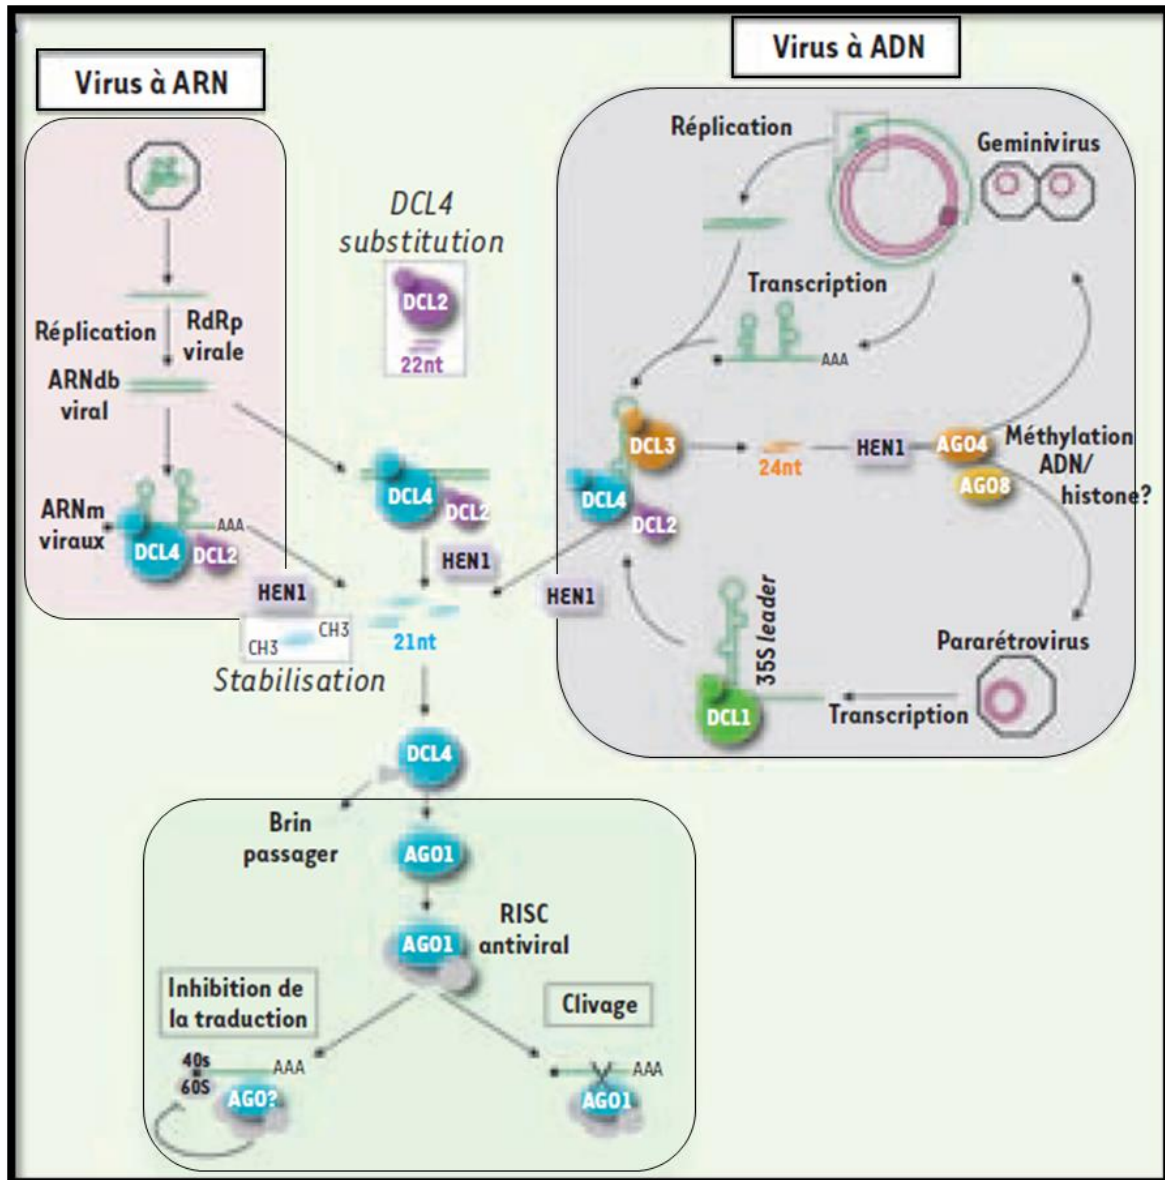 Virus à ARN
Réplication
RdRp
virale
ARNdb
viral
ARNm
viraux
AAA
DCL4
DCL2
HEN1
CH3
CH3
Stabilisation
DCL4
substitution
DCL2
22nt
DCL4
DCL2
HEN1
21nt
DCL4
Brin
passager
AGO1
AGO1
RISC
antiviral
Inhibition de
la traduction
40s
60S
AAA
AGO?
Clivage
AAA
AGO1
Virus à ADN
Réplication
Geminivirus
Transcription
AAA
DCL3
DCL4
DCL2
HEN1
24nt
HEN1
AGO4
AGO8
Méthylation
ADN/
histone?
35S leader
DCL1
Transcription
Pararétrovirus